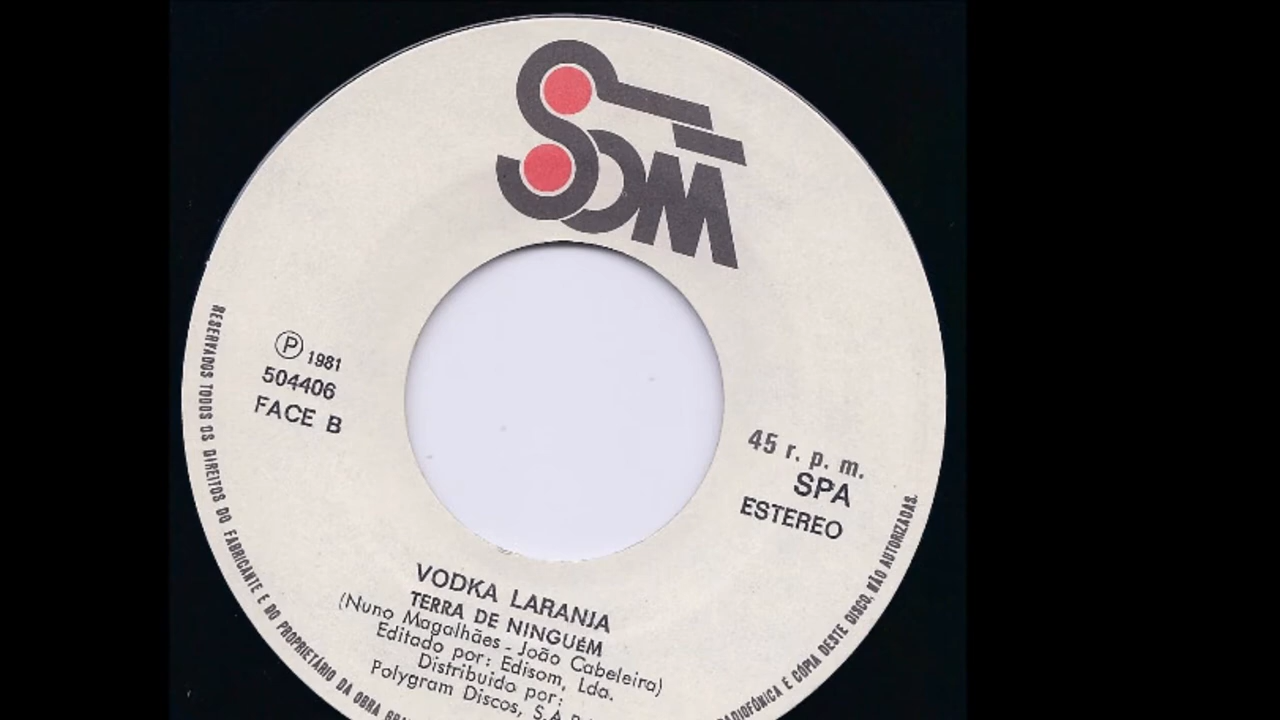 SOM
Ⓟ 1981
504406
FACE B
45 r. p. m.
SPA
ESTEREO
VODKA LARANJA
TERRA DE NINGUÉM
(Nuno Magalhães - João Cabeleira)
Editado por: Edisom, Lda.
Distribuido por:
Polygram Discos, S.A.
RESERVADOS TODOS OS DIREITOS DO FABRICANTE E DO PROPRIETÁRIO DA OBRA
RADIOFÓNICA E CÓPIA DESTE DISCO, NÃO AUTORIZADAS.